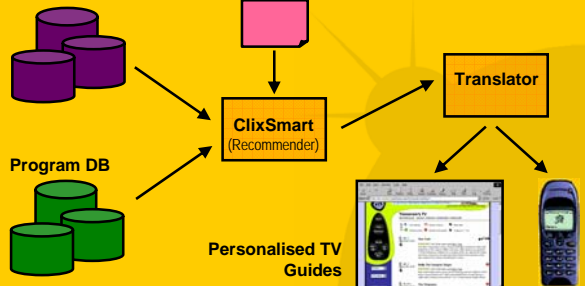 Translator
ClixSmart
(Recommender)
Program DB
Personalised TV
Guides